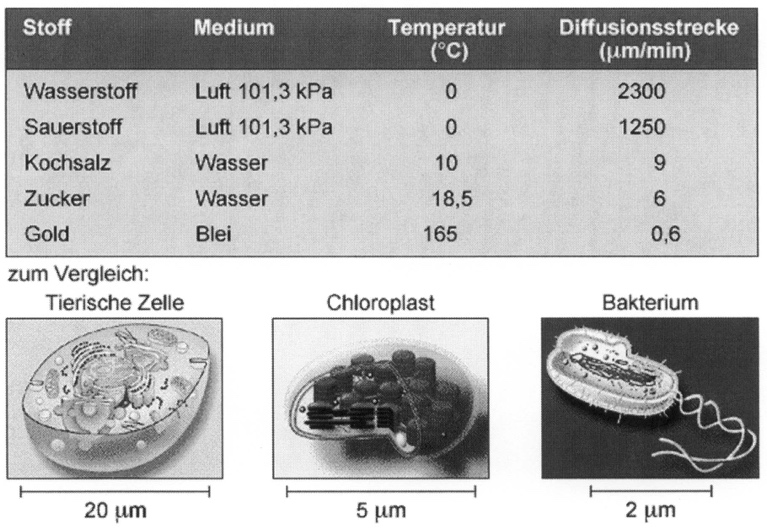 Stoff Medium Temperatur (°C) Diffusionsstrecke (µm/min)
Wasserstoff Luft 101,3 kPa 0 2300
Sauerstoff Luft 101,3 kPa 0 1250
Kochsalz Wasser 10 9
Zucker Wasser 18,5 6
Gold Blei 165 0,6
zum Vergleich:
Tierische Zelle Chloroplast Bakterium
20 µm 5 µm 2 µm